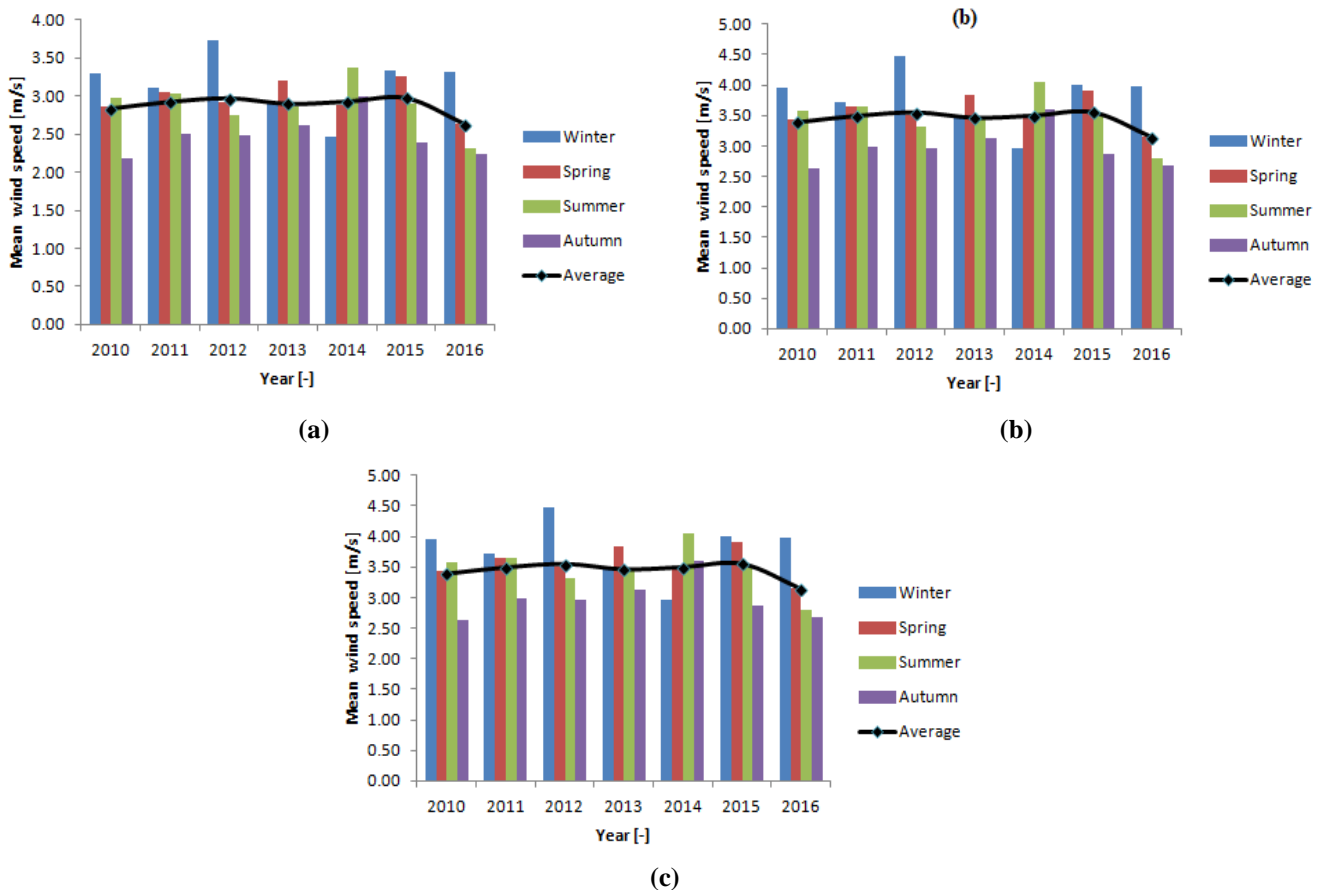 4.00
3.50
3.00
2.50
2.00
1.50
1.00
0.50
0.00
Mean wind speed [m/s]
2010 2011 2012 2013 2014 2015 2016
Year [-]
Winter
Spring
Summer
Autumn
Average
(a)
(b)
5.00
4.50
4.00
3.50
3.00
2.50
2.00
1.50
1.00
0.50
0.00
Mean wind speed [m/s]
2010 2011 2012 2013 2014 2015 2016
Year [-]
Winter
Spring
Summer
Autumn
Average
(b)
5.00
4.50
4.00
3.50
3.00
2.50
2.00
1.50
1.00
0.50
0.00
Mean wind speed [m/s]
2010 2011 2012 2013 2014 2015 2016
Year [-]
Winter
Spring
Summer
Autumn
Average
(c)